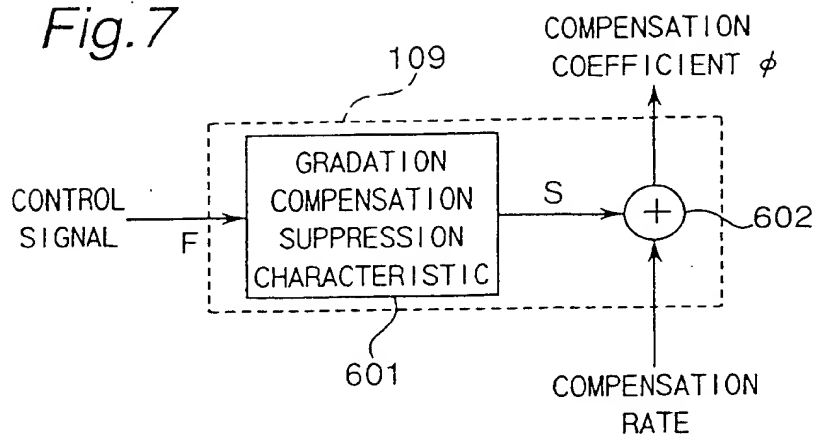 Fig.7
COMPENSATION
COEFFICIENT φ
109
GRADATION
COMPENSATION
SUPPRESSION
CHARACTERISTIC
CONTROL
SIGNAL
F
S
+
602
601
COMPENSATION
RATE